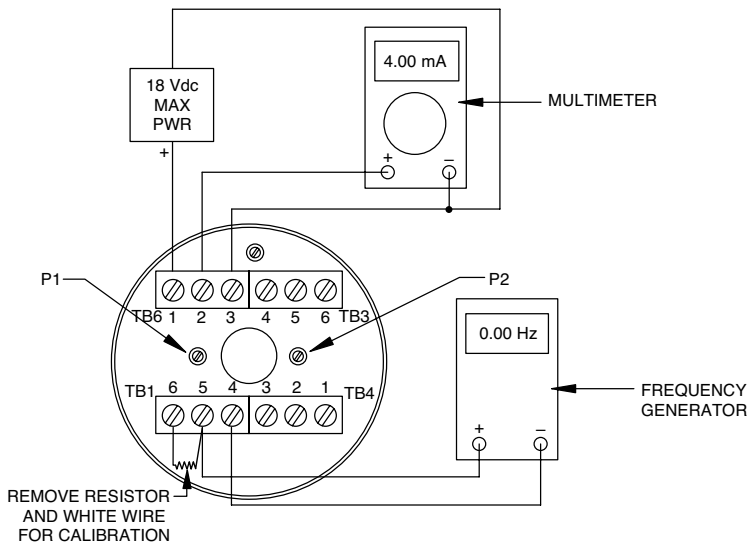 18 Vdc
MAX
PWR
+
4.00 mA
+ –
MULTIMETER
P1
P2
TB6 1 2 3 4 5 6 TB3
0.00 Hz
TB1 6 5 4 3 2 1 TB4
FREQUENCY
GENERATOR
+ –
REMOVE RESISTOR
AND WHITE WIRE
FOR CALIBRATION